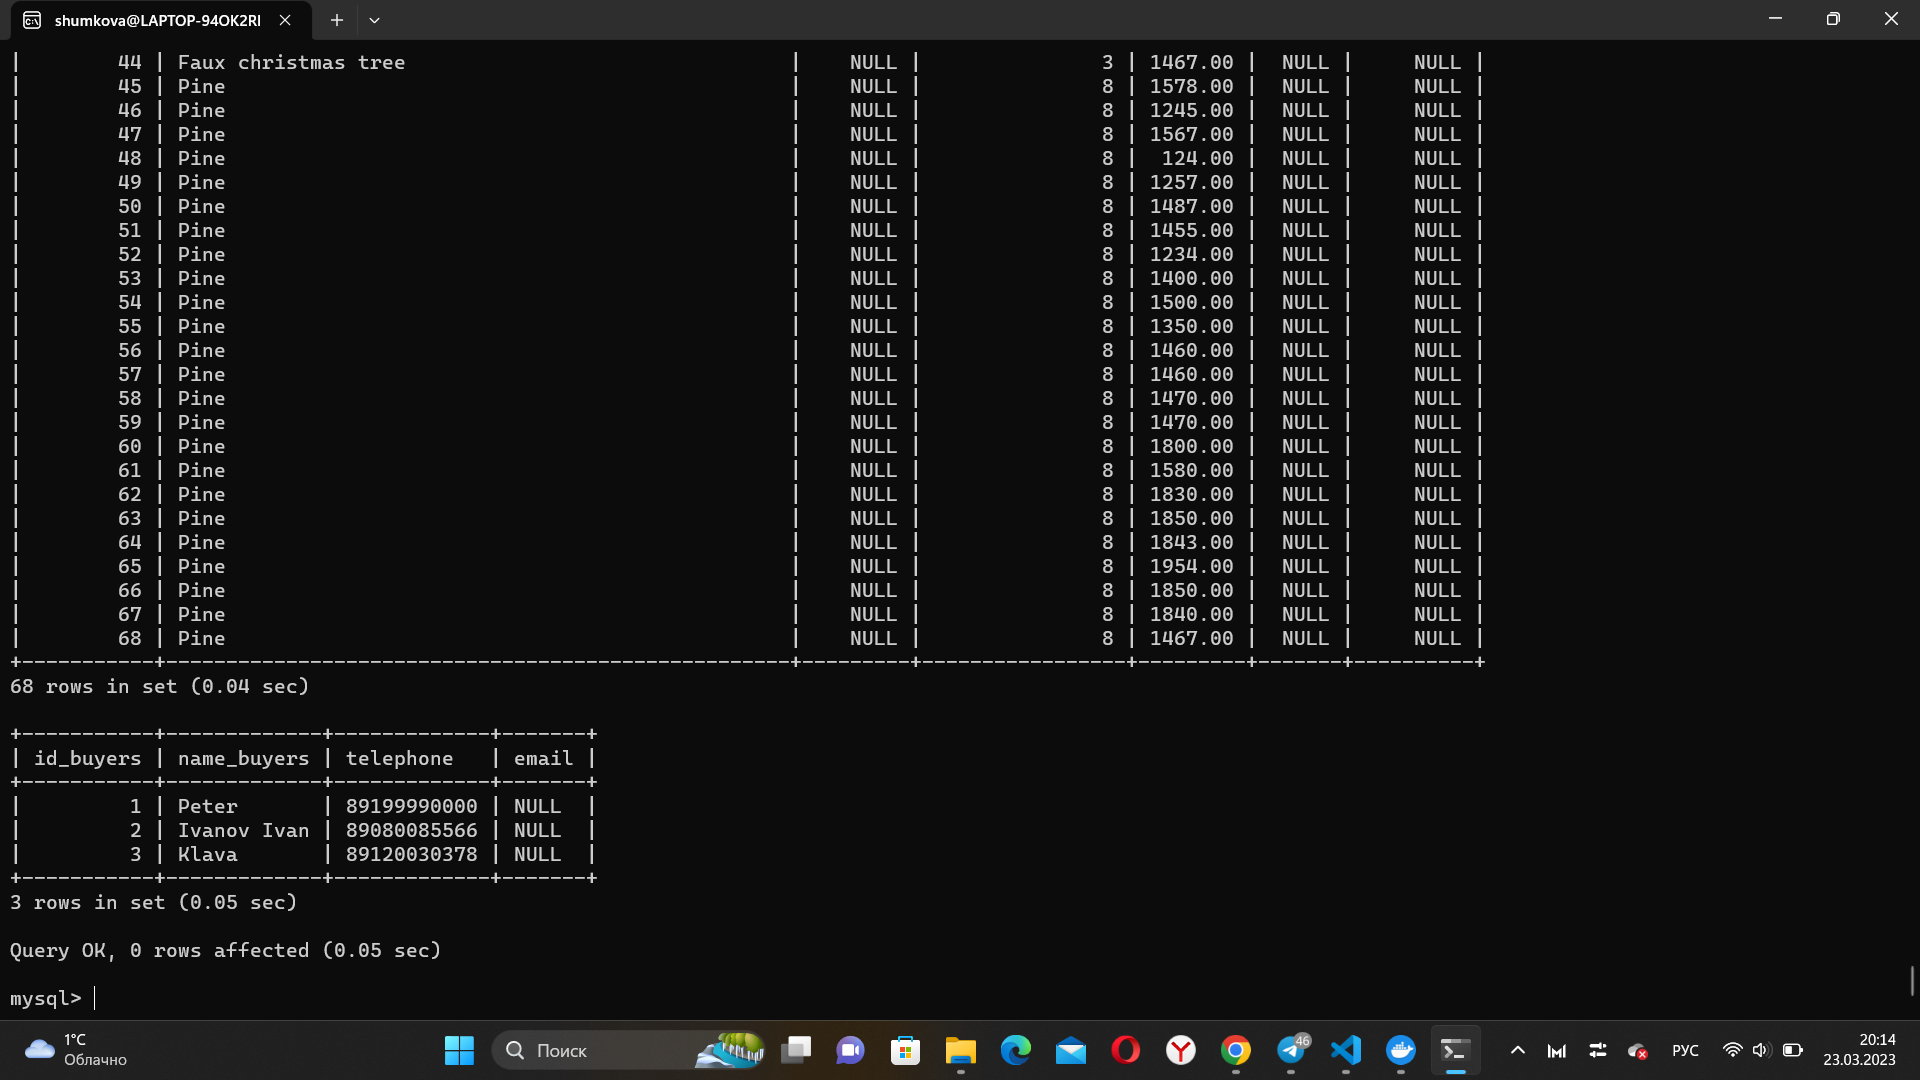 shumkova@LAPTOP-94OK2RI
| 44 | Faux christmas tree | NULL | 3 | 1467.00 | NULL | NULL |
| 45 | Pine | NULL | 8 | 1578.00 | NULL | NULL |
| 46 | Pine | NULL | 8 | 1245.00 | NULL | NULL |
| 47 | Pine | NULL | 8 | 1567.00 | NULL | NULL |
| 48 | Pine | NULL | 8 | 124.00 | NULL | NULL |
| 49 | Pine | NULL | 8 | 1257.00 | NULL | NULL |
| 50 | Pine | NULL | 8 | 1487.00 | NULL | NULL |
| 51 | Pine | NULL | 8 | 1455.00 | NULL | NULL |
| 52 | Pine | NULL | 8 | 1234.00 | NULL | NULL |
| 53 | Pine | NULL | 8 | 1400.00 | NULL | NULL |
| 54 | Pine | NULL | 8 | 1500.00 | NULL | NULL |
| 55 | Pine | NULL | 8 | 1350.00 | NULL | NULL |
| 56 | Pine | NULL | 8 | 1460.00 | NULL | NULL |
| 57 | Pine | NULL | 8 | 1460.00 | NULL | NULL |
| 58 | Pine | NULL | 8 | 1470.00 | NULL | NULL |
| 59 | Pine | NULL | 8 | 1470.00 | NULL | NULL |
| 60 | Pine | NULL | 8 | 1800.00 | NULL | NULL |
| 61 | Pine | NULL | 8 | 1580.00 | NULL | NULL |
| 62 | Pine | NULL | 8 | 1830.00 | NULL | NULL |
| 63 | Pine | NULL | 8 | 1850.00 | NULL | NULL |
| 64 | Pine | NULL | 8 | 1843.00 | NULL | NULL |
| 65 | Pine | NULL | 8 | 1954.00 | NULL | NULL |
| 66 | Pine | NULL | 8 | 1850.00 | NULL | NULL |
| 67 | Pine | NULL | 8 | 1840.00 | NULL | NULL |
| 68 | Pine | NULL | 8 | 1467.00 | NULL | NULL |
+-----------+----------------------------------------------------+---------+-----------------+---------+-------+----------+
68 rows in set (0.04 sec)
+-----------+-------------+-------------+-------+
| id_buyers | name_buyers | telephone | email |
+-----------+-------------+-------------+-------+
| 1 | Peter | 89199990000 | NULL |
| 2 | Ivanov Ivan | 89080085566 | NULL |
| 3 | Klava | 89120030378 | NULL |
+-----------+-------------+-------------+-------+
3 rows in set (0.05 sec)
Query OK, 0 rows affected (0.05 sec)
mysql>
1°C
Облачно
Поиск
46
РУС
20:14
23.03.2023